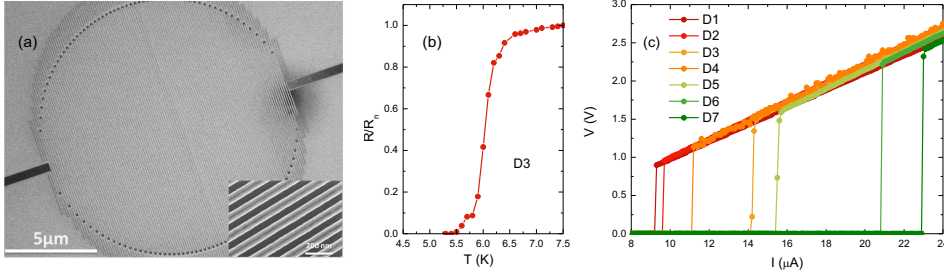 (a)
5μm
200 nm
(b)
R/Rn
1.0
0.8
0.6
0.4
0.2
0.0
D3
4.5 5.0 5.5 6.0 6.5 7.0 7.5
T (K)
(c)
V (V)
3.0
2.5
2.0
1.5
1.0
0.5
0.0
D1
D2
D3
D4
D5
D6
D7
8 10 12 14 16 18 20 22 24
I (μA)